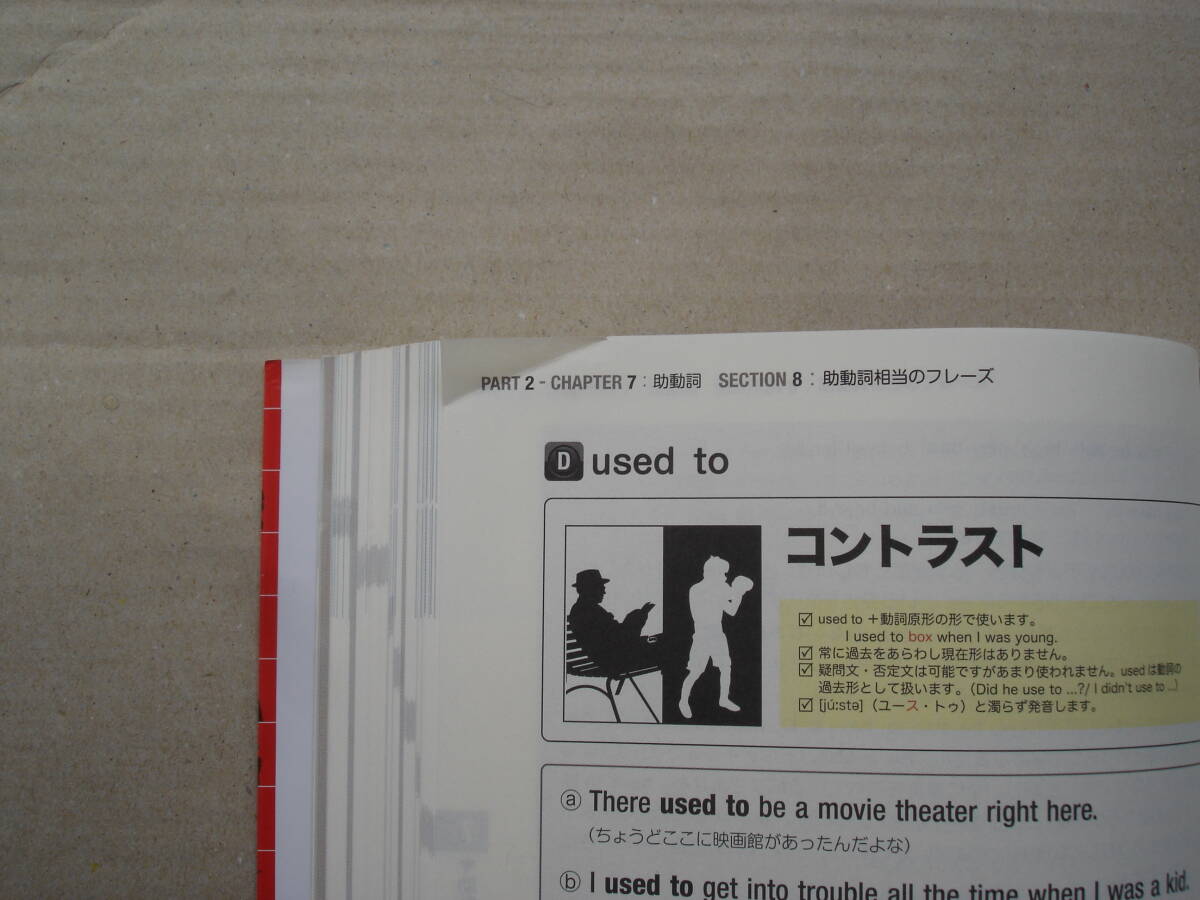 PART 2 - CHAPTER 7：助動詞 SECTION 8：助動詞相当のフレーズ
D used to
コントラスト
☑ used to ＋動詞原形の形で使います。
I used to box when I was young.
☑ 常に過去をあらわし現在形はありません。
☑ 疑問文・否定文は可能ですがあまり使われません。usedは動詞の
過去形として扱います。（Did he use to ...?/ I didn't use to ...）
☑ [júːstə]（ユース・トゥ）と濁らず発音します。
ⓐ There used to be a movie theater right here.
（ちょうどここに映画館があったんだよな）
ⓑ I used to get into trouble all the time when I was a kid.